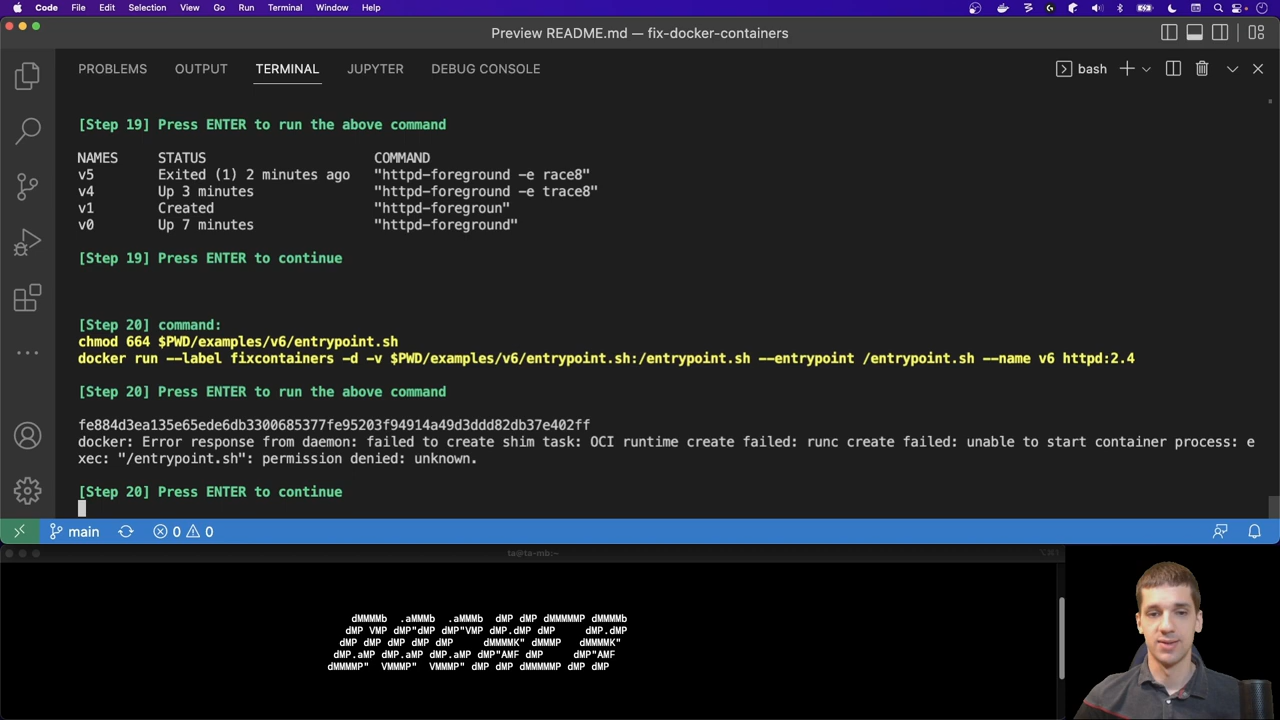 Code File Edit Selection View Go Run Terminal Window Help
Preview README.md — fix-docker-containers
PROBLEMS OUTPUT TERMINAL JUPYTER DEBUG CONSOLE bash
[Step 19] Press ENTER to run the above command
NAMES STATUS COMMAND
v5 Exited (1) 2 minutes ago "httpd-foreground -e race8"
v4 Up 3 minutes "httpd-foreground -e trace8"
v1 Created "httpd-foregroun"
v0 Up 7 minutes "httpd-foreground"
[Step 19] Press ENTER to continue
[Step 20] command:
chmod 664 $PWD/examples/v6/entrypoint.sh
docker run --label fixcontainers -d -v $PWD/examples/v6/entrypoint.sh:/entrypoint.sh --entrypoint /entrypoint.sh --name v6 httpd:2.4
[Step 20] Press ENTER to run the above command
fe884d3ea135e65ede6db3300685377fe95203f94914a49d3ddd82db37e402ff
docker: Error response from daemon: failed to create shim task: OCI runtime create failed: runc create failed: unable to start container process: e
xec: "/entrypoint.sh": permission denied: unknown.
[Step 20] Press ENTER to continue
main 0 0
ta@ta-mb:~
dMMMMb .aMMMb .aMMMb dMP dMP dMMMMMP dMMMMb
dMP VMP dMP"dMP dMP"VMP dMP.dMP dMP dMP.dMP
dMP dMP dMP dMP dMP dMMMMK" dMMMP dMMMMK"
dMP.aMP dMP.aMP dMP.aMP dMP"AMF dMP dMP"AMF
dMMMMP" VMMMP" VMMMP" dMP dMP dMMMMMP dMP dMP